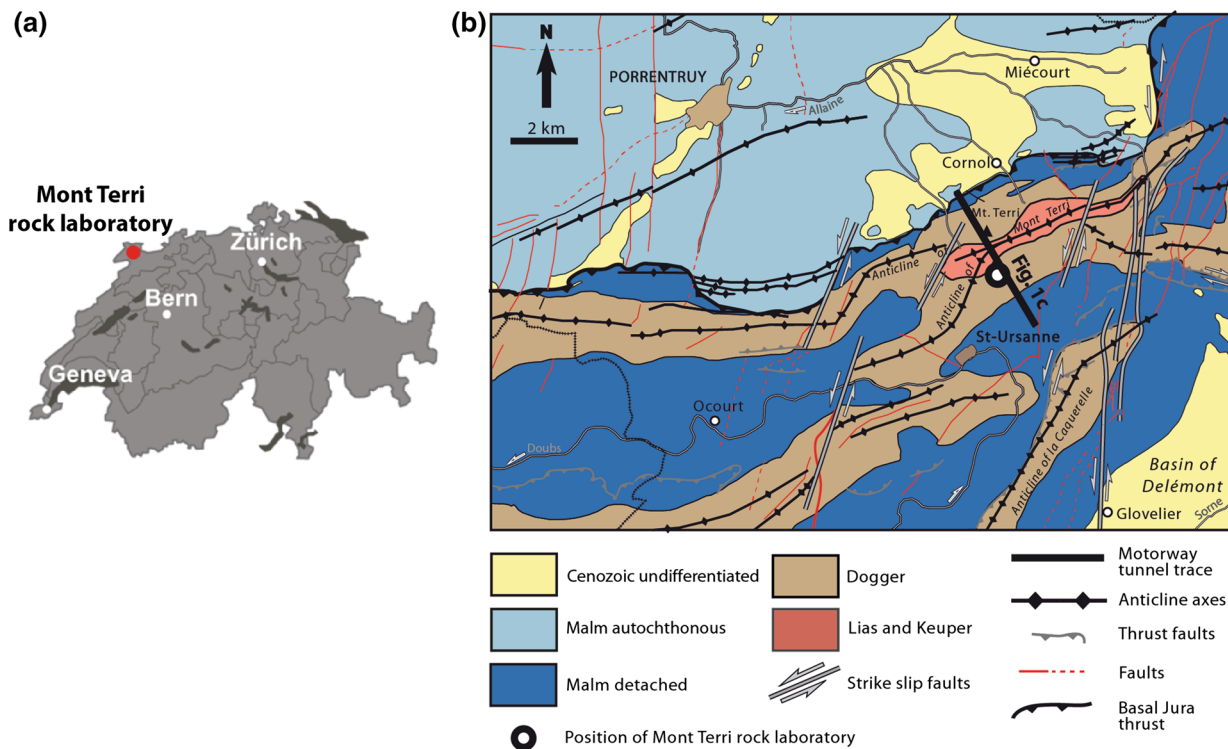 (a)
Mont Terri
rock laboratory
Zürich
Bern
Geneva
(b)
N
2 km
PORRENTRUY
Allaine
Miécourt
Cornol
Mt. Terri
Mont Terri
Anticline of
Anticline
of
Fig. 1c
St-Ursanne
Ocourt
Doubs
Anticline of la Caquerelle
Basin of
Delémont
Glovelier
Sorne
Cenozoic undifferentiated
Malm autochthonous
Malm detached
Dogger
Lias and Keuper
Strike slip faults
Position of Mont Terri rock laboratory
Motorway
tunnel trace
Anticline axes
Thrust faults
Faults
Basal Jura
thrust